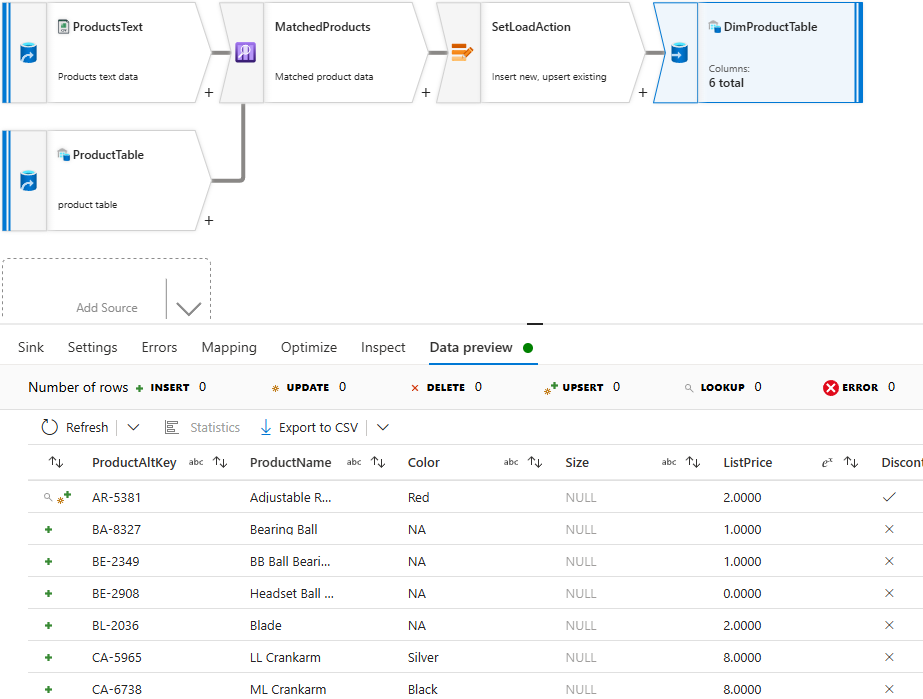 ProductsText
Products text data
+
MatchedProducts
Matched product data
+
SetLoadAction
Insert new, upsert existing
+
DimProductTable
Columns:
6 total
ProductTable
product table
+
Add Source
Sink Settings Errors Mapping Optimize Inspect Data preview
Number of rows + INSERT 0 UPDATE 0 × DELETE 0 UPSERT 0 LOOKUP 0 ERROR 0
Refresh Statistics Export to CSV
ProductAltKey abc ProductName abc Color abc Size abc ListPrice eˣ Discont
AR-5381 Adjustable R... Red NULL 2.0000
BA-8327 Bearing Ball NA NULL 1.0000
BE-2349 BB Ball Beari... NA NULL 1.0000
BE-2908 Headset Ball ... NA NULL 0.0000
BL-2036 Blade NA NULL 2.0000
CA-5965 LL Crankarm Silver NULL 8.0000
CA-6738 ML Crankarm Black NULL 8.0000